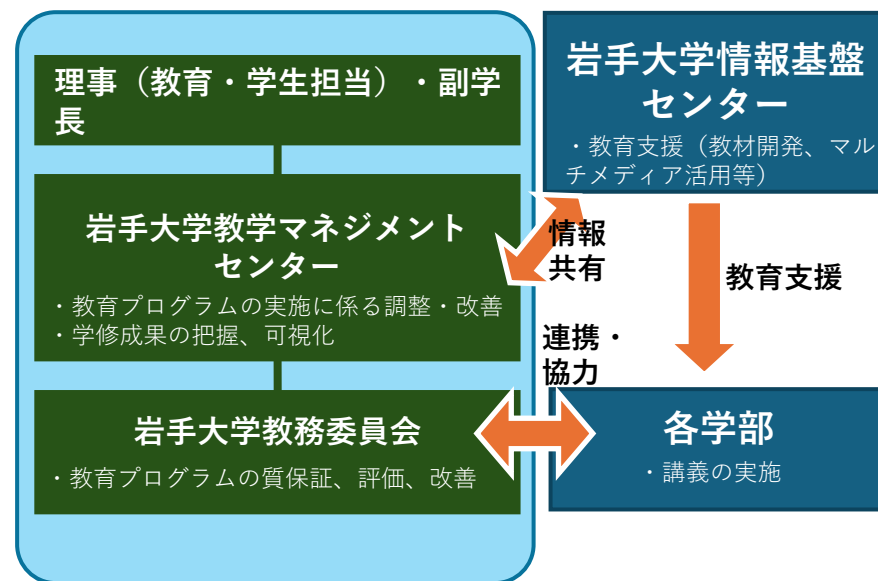 理事（教育・学生担当）・副学
長
岩手大学教学マネジメント
センター
・教育プログラムの実施に係る調整・改善
・学修成果の把握、可視化
岩手大学教務委員会
・教育プログラムの質保証、評価、改善
岩手大学情報基盤
センター
・教育支援（教材開発、マル
チメディア活用等）
情報
共有
教育支援
連携・
協力
各学部
・講義の実施